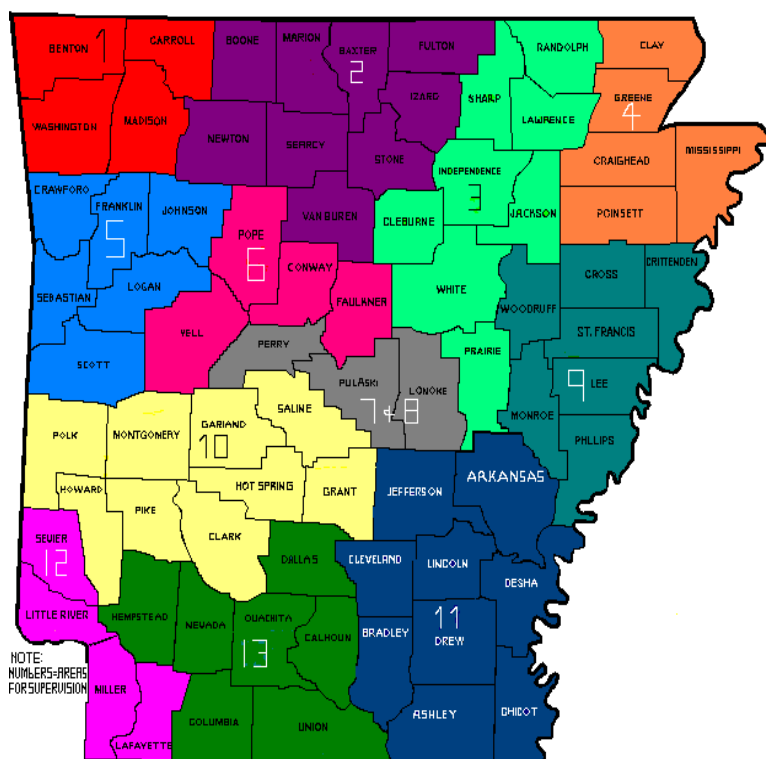 BENTON
1
CARROLL
BOONE
MARION
BAXTER
2
FULTON
RANDOLPH
CLAY
WASHINGTON
MADISON
NEWTON
SEARCY
STONE
IZARD
SHARP
LAWRENCE
GREENE
4
CRAIGHEAD
MISSISSIPPI
POINSETT
CRAWFORD
FRANKLIN
5
JOHNSON
POPE
6
VAN BUREN
CLEBURNE
INDEPENDENCE
3
JACKSON
SEBASTIAN
LOGAN
CONWAY
FAULKNER
WHITE
WOODRUFF
CROSS
CRITTENDEN
ST. FRANCIS
SCOTT
YELL
PERRY
PULASKI
LONOKE
7 & 8
PRAIRIE
MONROE
9 LEE
PHILLIPS
POLK
MONTGOMERY
GARLAND
10
SALINE
HOT SPRING
GRANT
JEFFERSON
ARKANSAS
HOWARD
PIKE
CLARK
SEVIER
12
DALLAS
CLEVELAND
LINCOLN
DESHA
LITTLE RIVER
HEMPSTEAD
NEVADA
OUACHITA
13
CALHOUN
BRADLEY
11
DREW
NOTE:
NUMBERS=AREAS
FOR SUPERVISION
MILLER
LAFAYETTE
COLUMBIA
UNION
ASHLEY
CHICOT